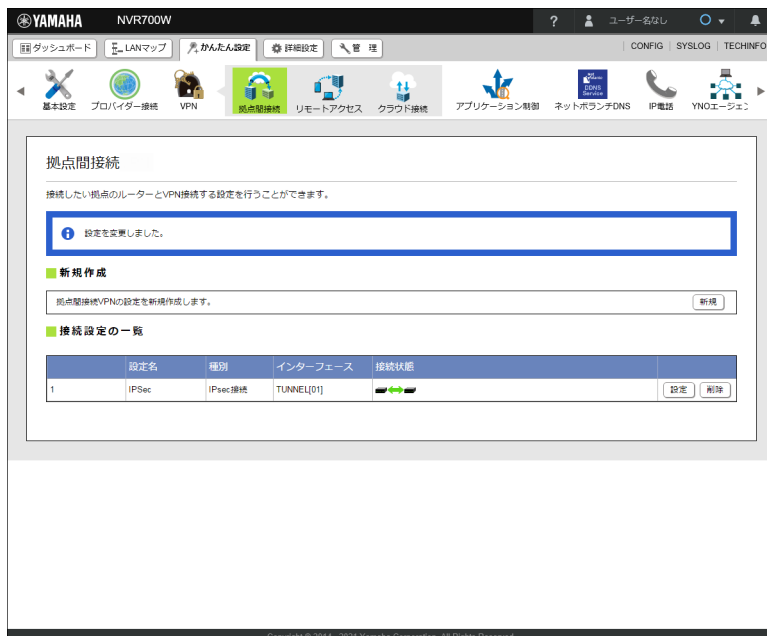 YAMAHA NVR700W ? ユーザー名なし
ダッシュボード LANマップ かんたん設定 詳細設定 管 理 CONFIG SYSLOG TECHINFO
DDNS
Service
基本設定 プロバイダー接続 VPN 拠点間接続 リモートアクセス クラウド接続 アプリケーション制御 ネットボランチDNS IP電話 YNOエージェ
拠点間接続
接続したい拠点のルーターとVPN接続する設定を行うことができます。
設定を変更しました。
新規作成
拠点間接続VPNの設定を新規作成します。 新規
接続設定の一覧
設定名 種別 インターフェース 接続状態
1 IPSec IPsec接続 TUNNEL[01] 設定 削除